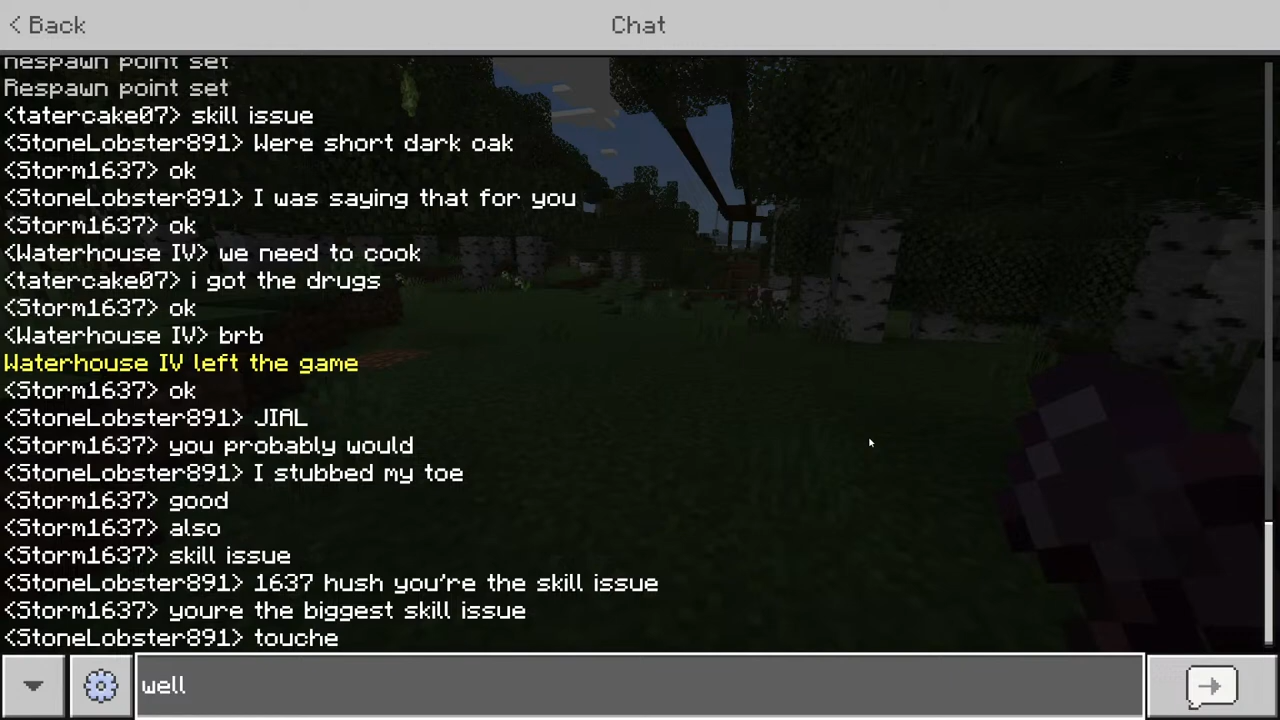 < Back
Chat
Respawn point set
Respawn point set
<tatercake07> skill issue
<StoneLobster891> Were short dark oak
<Storm1637> ok
<StoneLobster891> I was saying that for you
<Storm1637> ok
<Waterhouse IV> we need to cook
<tatercake07> i got the drugs
<Storm1637> ok
<Waterhouse IV> brb
Waterhouse IV left the game
<Storm1637> ok
<StoneLobster891> JIAL
<Storm1637> you probably would
<StoneLobster891> I stubbed my toe
<Storm1637> good
<Storm1637> also
<Storm1637> skill issue
<StoneLobster891> 1637 hush you're the skill issue
<Storm1637> youre the biggest skill issue
<StoneLobster891> touche
well